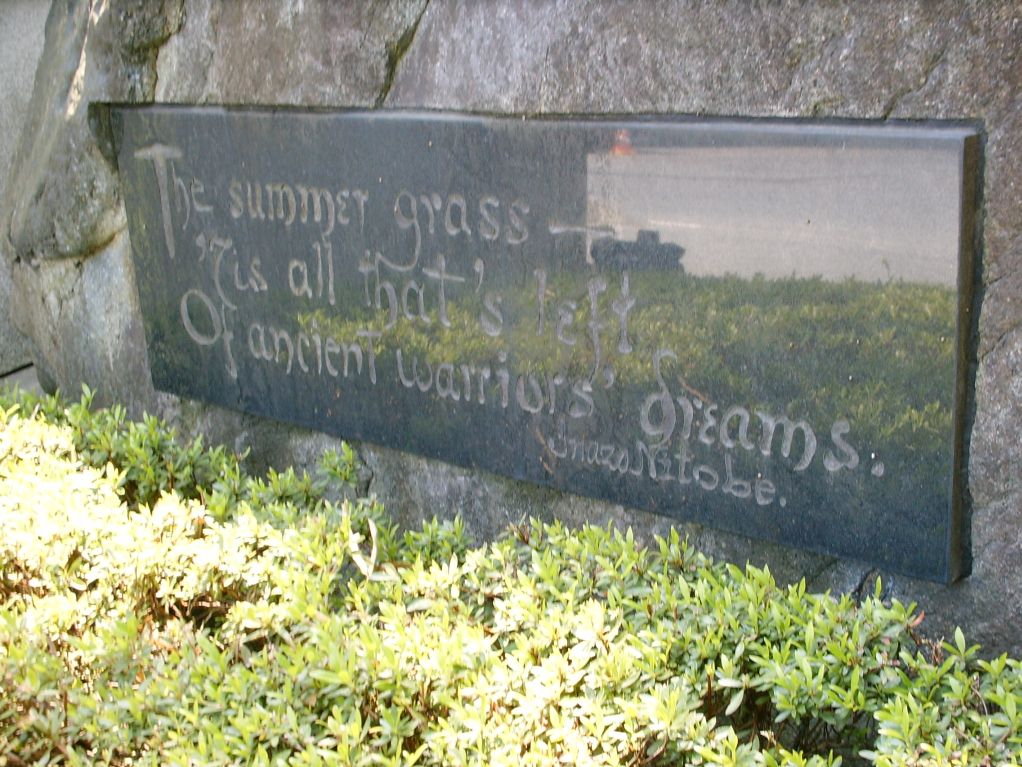 The summer grass —
'Tis all that's left
Of ancient warriors' dreams.
Inazo Nitobe.